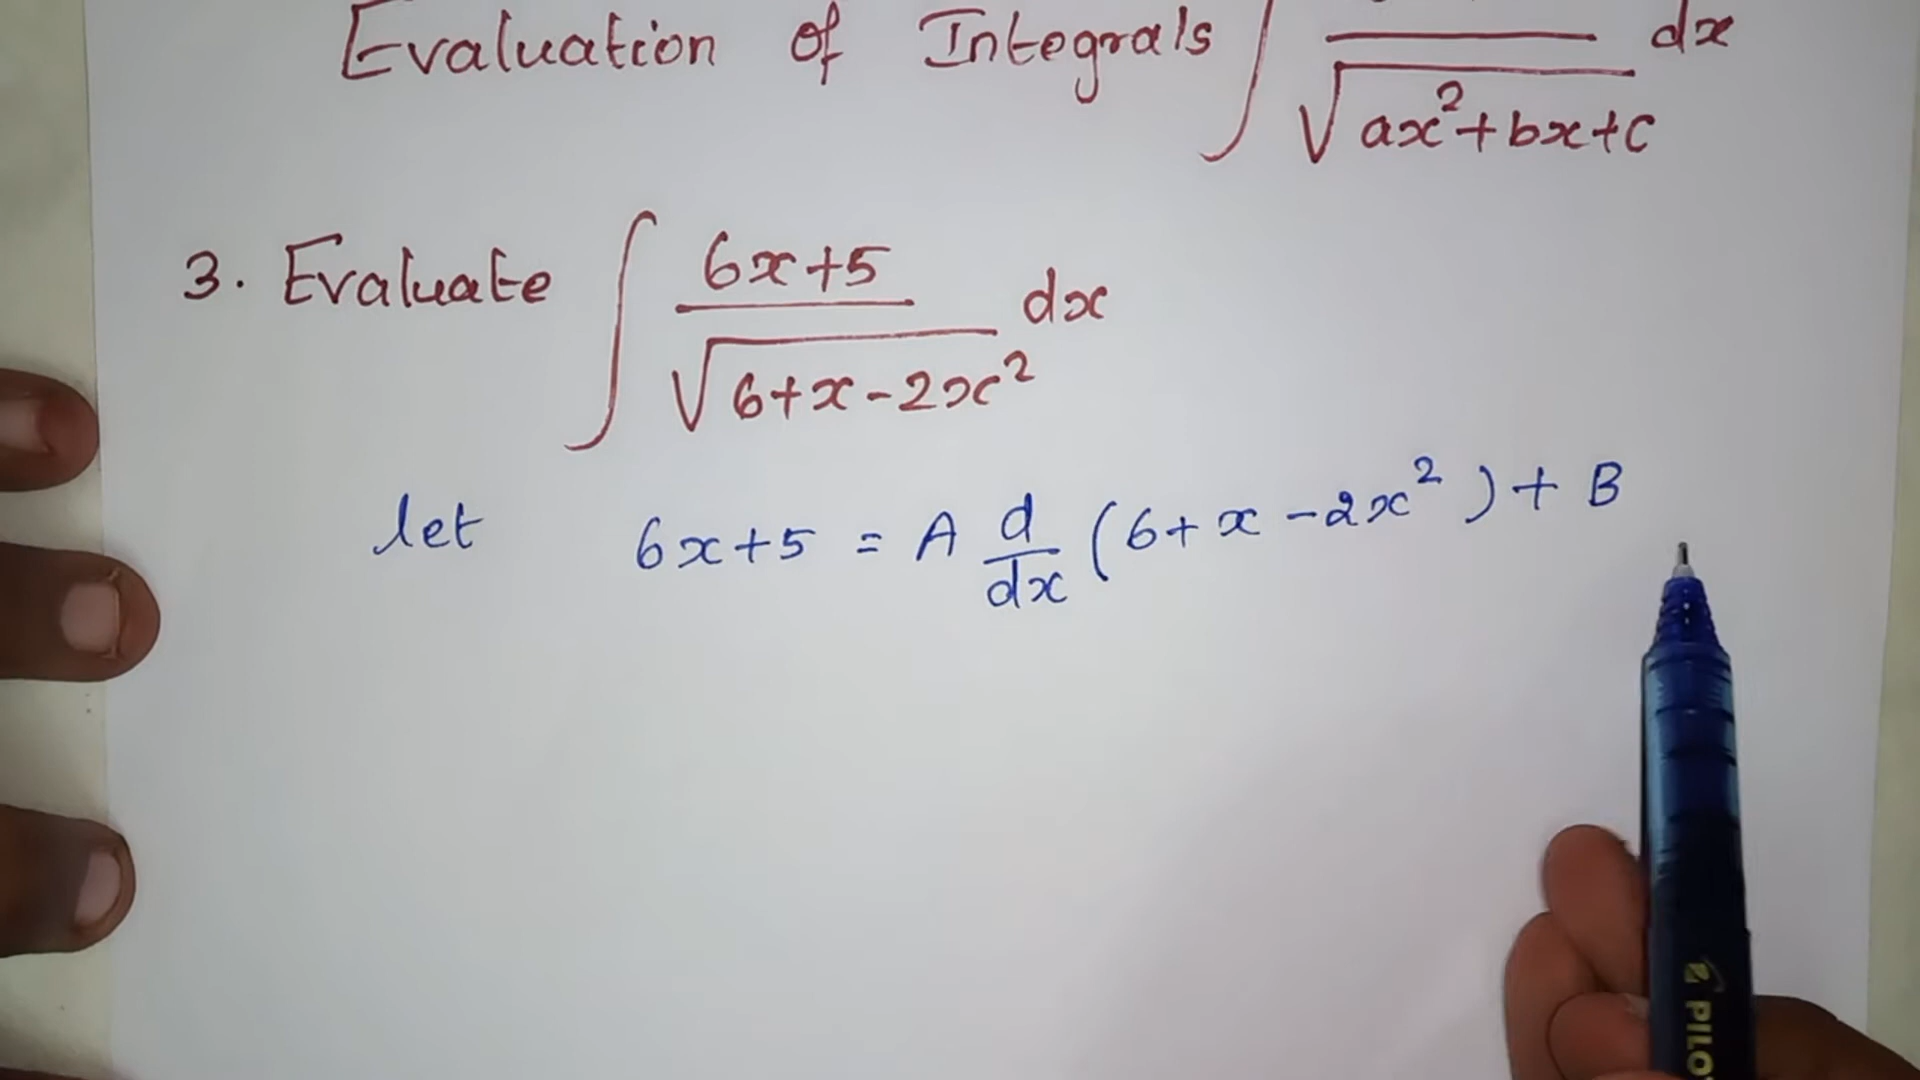 Evaluation of Integrals ∫ ―― / √(ax²+bx+c) dx
3. Evaluate ∫ (6x+5) / √(6+x-2x²) dx
let 6x+5 = A d/dx (6+x-2x²) + B
PILOT